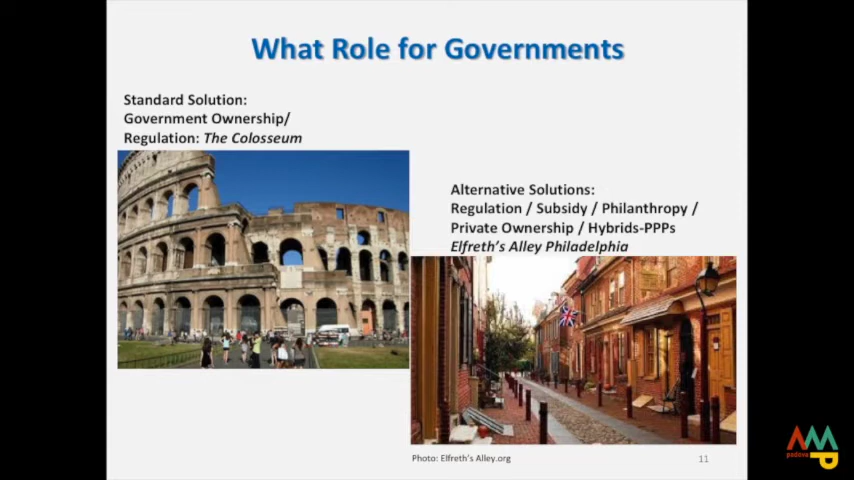 What Role for Governments
Standard Solution:
Government Ownership/
Regulation: The Colosseum
Alternative Solutions:
Regulation / Subsidy / Philanthropy /
Private Ownership / Hybrids-PPPs
Elfreth's Alley Philadelphia
Photo: Elfreth's Alley.org
11
padova